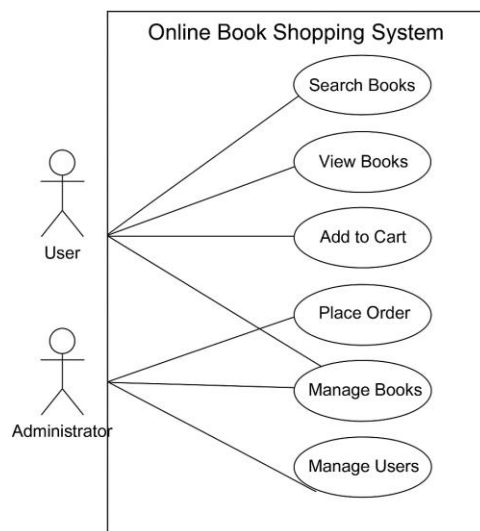 Online Book Shopping System
Search Books
View Books
Add to Cart
User
Place Order
Manage Books
Administrator
Manage Users